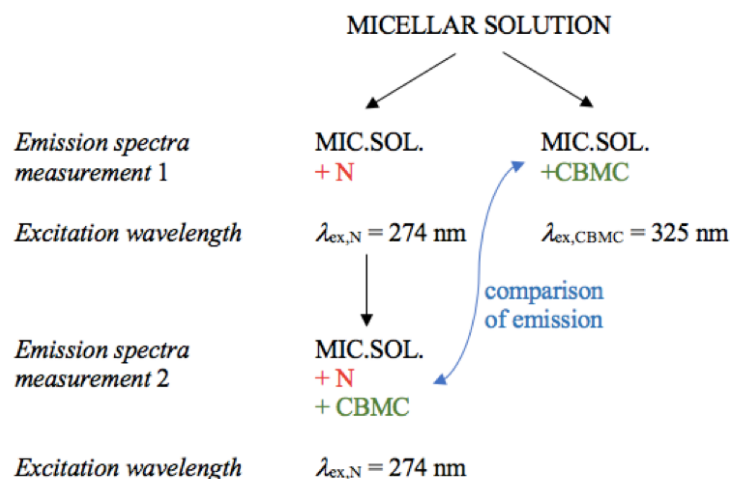 MICELLAR SOLUTION
Emission spectra MIC.SOL. MIC.SOL.
measurement 1 + N +CBMC
Excitation wavelength λex,N = 274 nm λex,CBMC = 325 nm
comparison
of emission
Emission spectra MIC.SOL.
measurement 2 + N
+ CBMC
Excitation wavelength λex,N = 274 nm